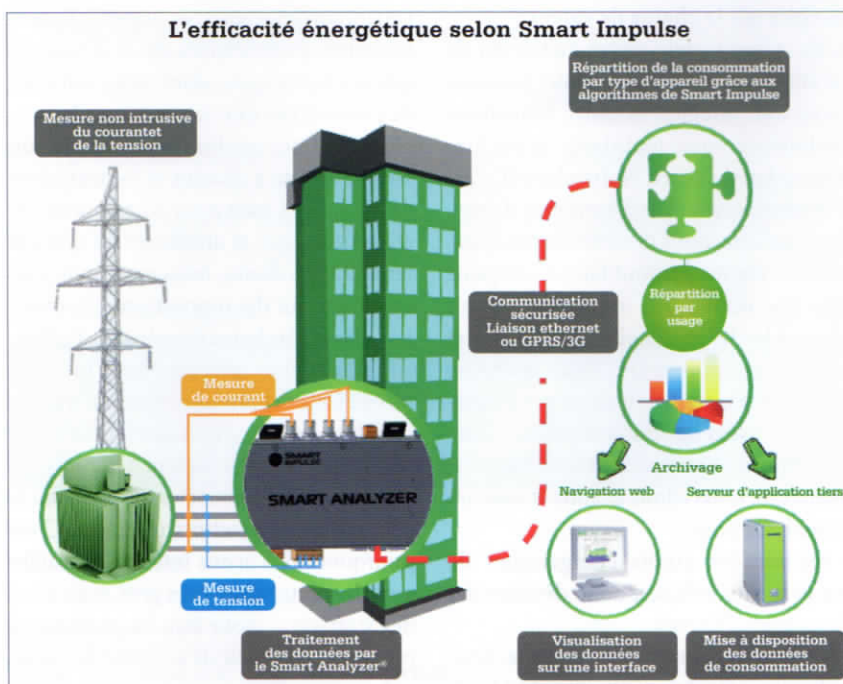 L'efficacité énergétique selon Smart Impulse
Mesure non intrusive
du courantet
de la tension
Répartition de la consommation
par type d'appareil grâce aux
algorithmes de Smart Impulse
Communication
sécurisée
Liaison ethernet
ou GPRS/3G
Répartition
par
usage
Mesure
de courant
SMART
IMPULSE
SMART ANALYZER
Mesure
de tension
Traitement
des données par
le Smart Analyzer®
Archivage
Navigation web
Serveur d'application tiers
Visualisation
des données
sur une interface
Mise à disposition
des données
de consommation